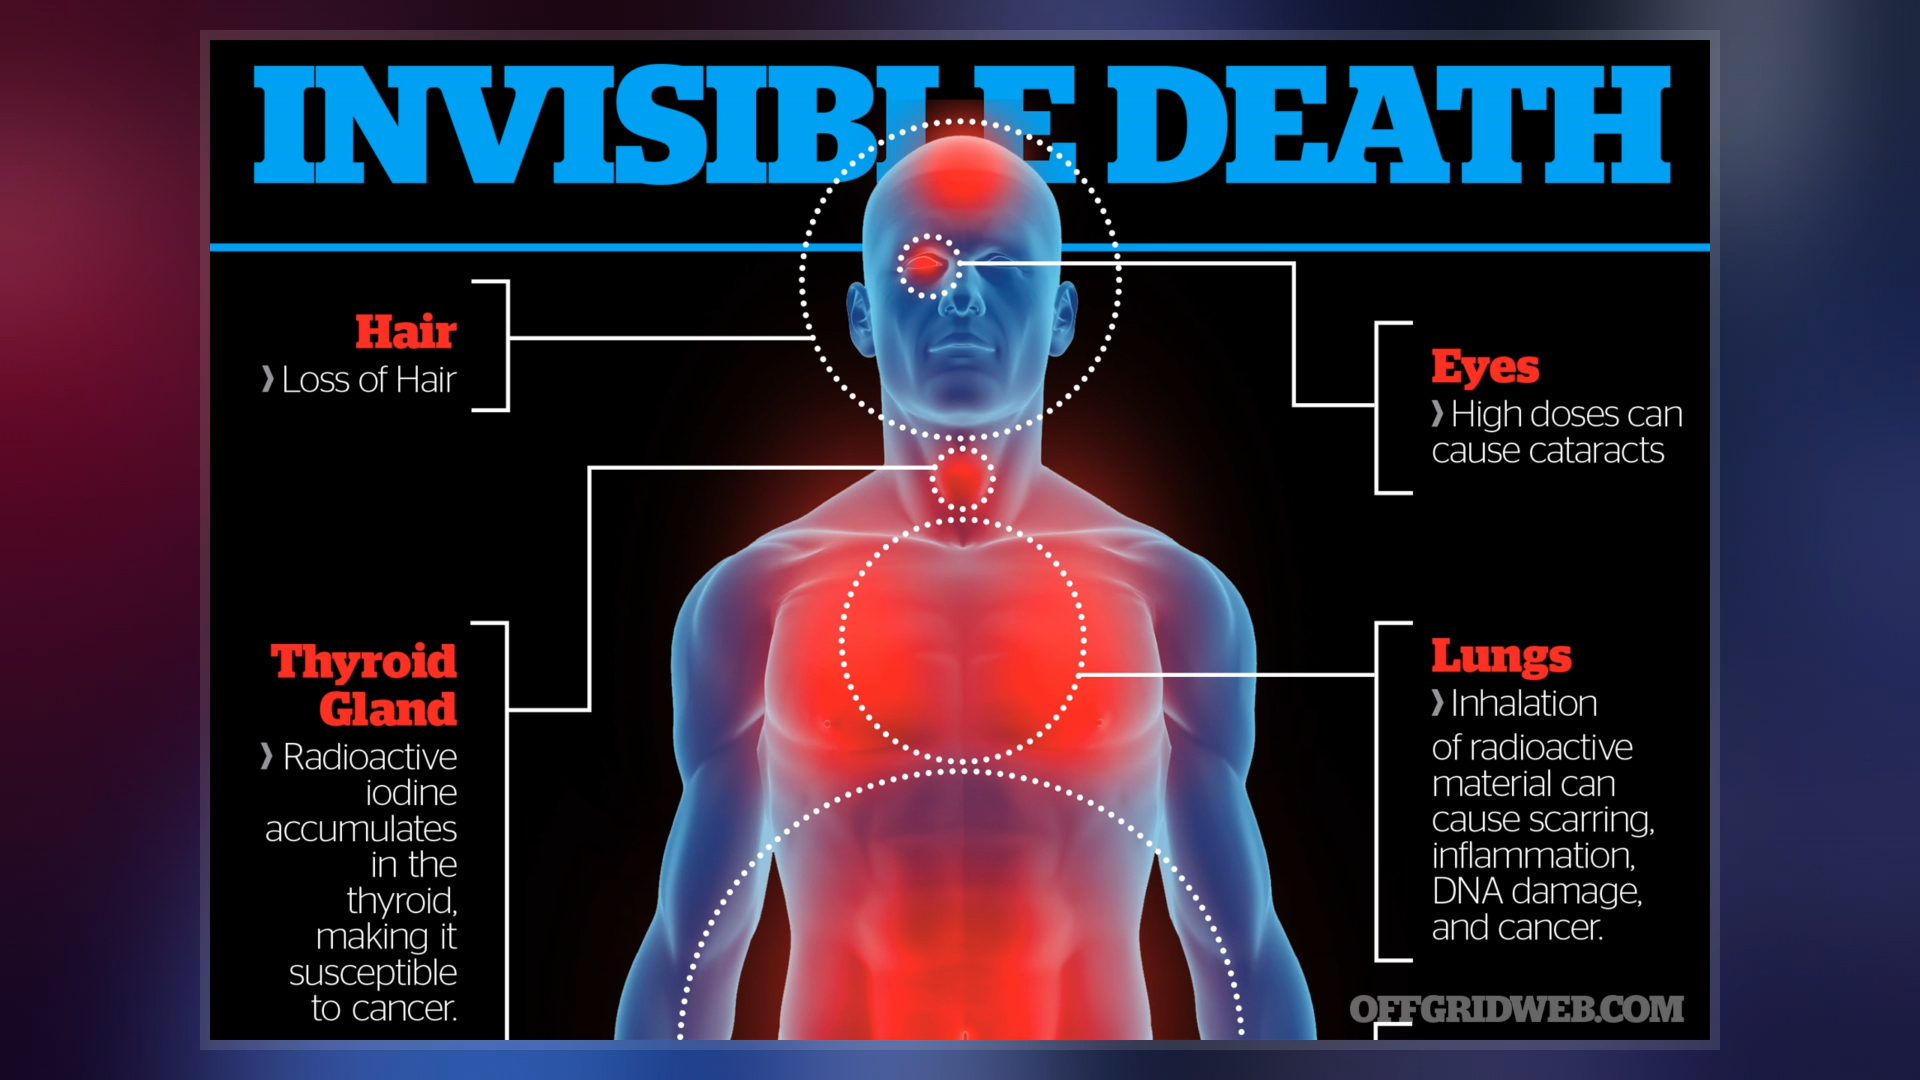 INVISIBLE DEATH
Hair
❭ Loss of Hair
Eyes
❭ High doses can
cause cataracts
Thyroid
Gland
❭ Radioactive
iodine
accumulates
in the
thyroid,
making it
susceptible
to cancer.
Lungs
❭ Inhalation
of radioactive
material can
cause scarring,
inflammation,
DNA damage,
and cancer.
OFFGRIDWEB.COM